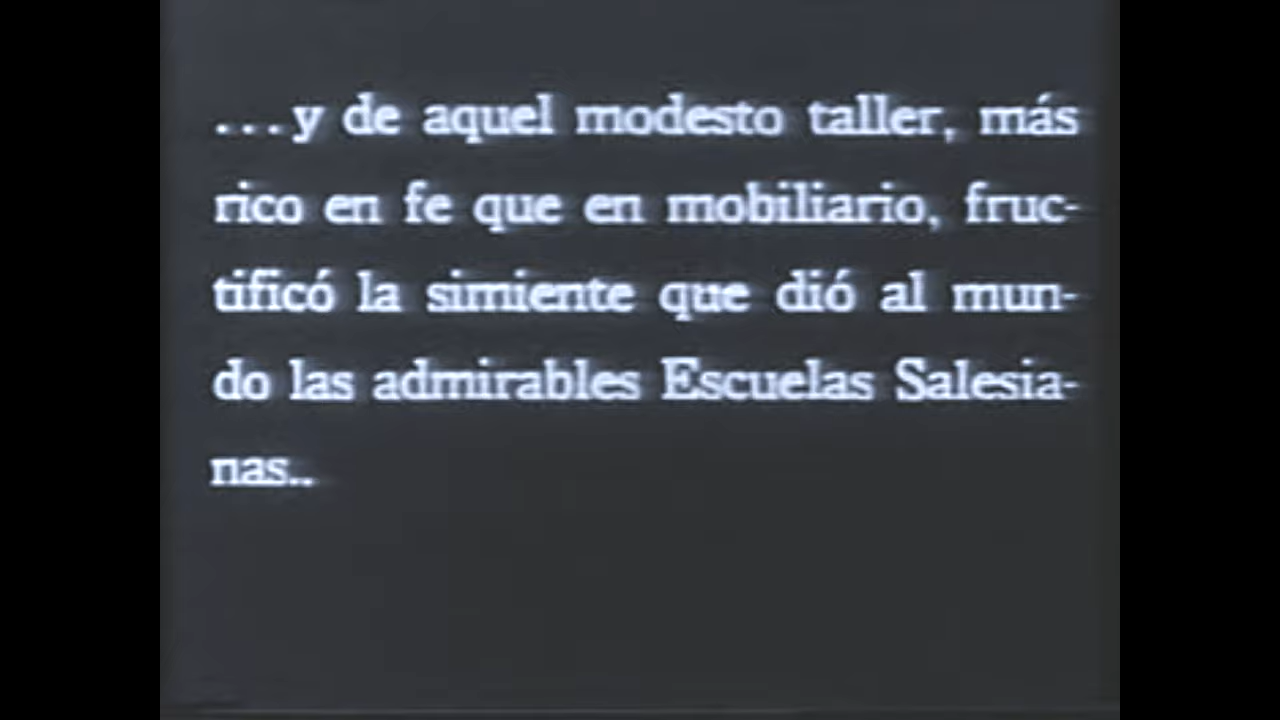 ...y de aquel modesto taller, más
rico en fe que en mobiliario, fruc-
tificó la simiente que dió al mun-
do las admirables Escuelas Salesia-
nas..